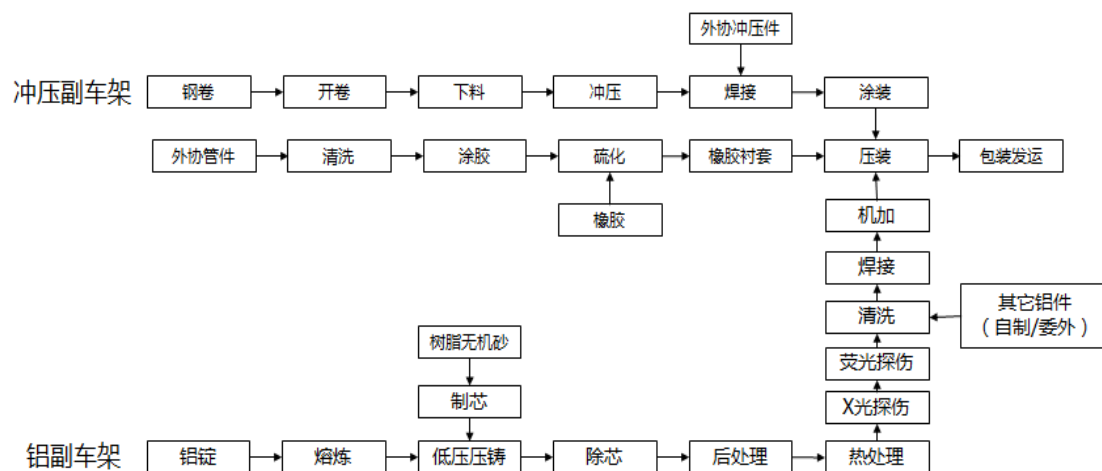 外协冲压件
冲压副车架
钢卷
开卷
下料
冲压
焊接
涂装
外协管件
清洗
涂胶
硫化
橡胶衬套
压装
包装发运
橡胶
机加
焊接
清洗
其它铝件
（自制/委外）
树脂无机砂
荧光探伤
制芯
X光探伤
铝副车架
铝锭
熔炼
低压压铸
除芯
后处理
热处理